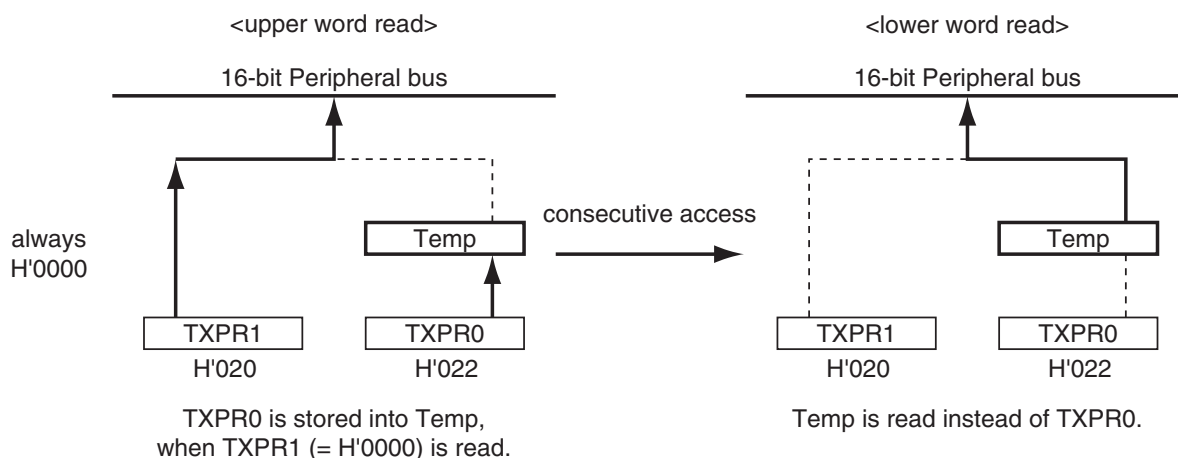 <upper word read>
16-bit Peripheral bus
always
H'0000
Temp
TXPR1
TXPR0
H'020
H'022
TXPR0 is stored into Temp,
when TXPR1 (= H'0000) is read.
consecutive access
<lower word read>
16-bit Peripheral bus
Temp
TXPR1
TXPR0
H'020
H'022
Temp is read instead of TXPR0.